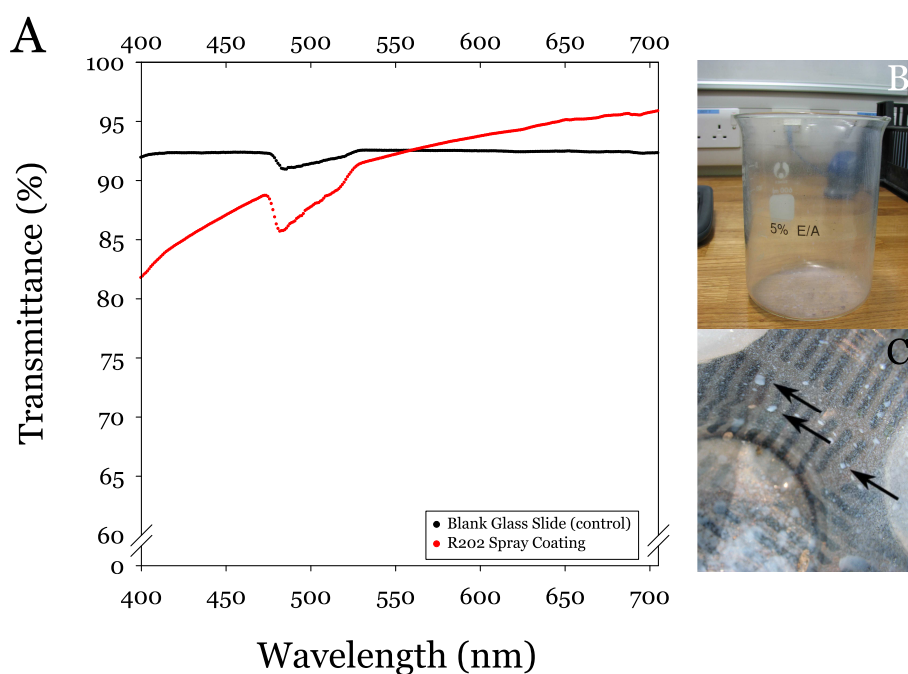 A
400 450 500 550 600 650 700
100
95
90
85
80
75
70
65
60
0
Transmittance (%)
Blank Glass Slide (control)
R202 Spray Coating
400 450 500 550 600 650 700
Wavelength (nm)
B
5% E/A
C